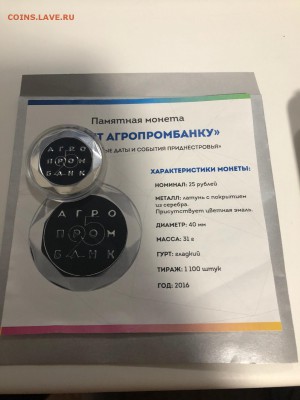 COINS.LAVE.RU
Памятная монета
Т АГРОПРОМБАНКУ»
ЫЕ ДАТЫ И СОБЫТИЯ ПРИДНЕСТРОВЬЯ»
АГРО
ПРОМ
БАНК
АГРО
ПРОМ
БАНК
ХАРАКТЕРИСТИКИ МОНЕТЫ:
НОМИНАЛ: 15 рублей
МЕТАЛЛ: латунь с покрытием
из серебра.
Присутствует цветная эмаль
ДИАМЕТР: 40 мм
МАССА: 31 г
ГУРТ: гладкий
ТИРАЖ: 1 100 штук
ГОД: 2016